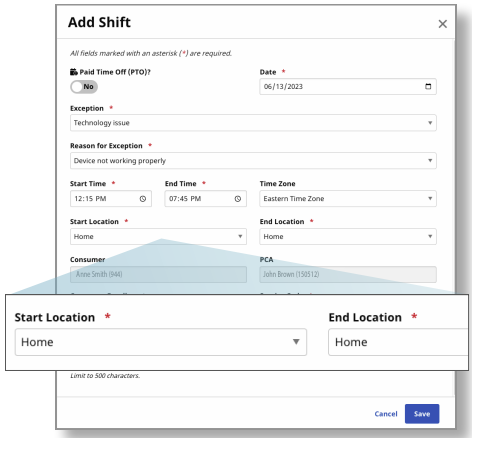 Add Shift
All fields marked with an asterisk (*) are required.
Paid Time Off (PTO)?
No
Date *
06/13/2023
Exception *
Technology issue
Reason for Exception *
Device not working properly
Start Time *
12:15 PM
End Time *
07:45 PM
Time Zone
Eastern Time Zone
Start Location *
Home
End Location *
Home
Consumer
Anne Smith (944)
PCA
John Brown (150512)
Start Location *
Home
End Location *
Home
Limit to 500 characters.
Cancel
Save